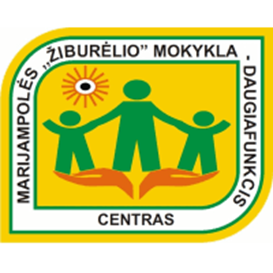 MARIJAMPOLĖS „ŽIBURĖLIO” MOKYKLA - DAUGIAFUNKCIS
CENTRAS